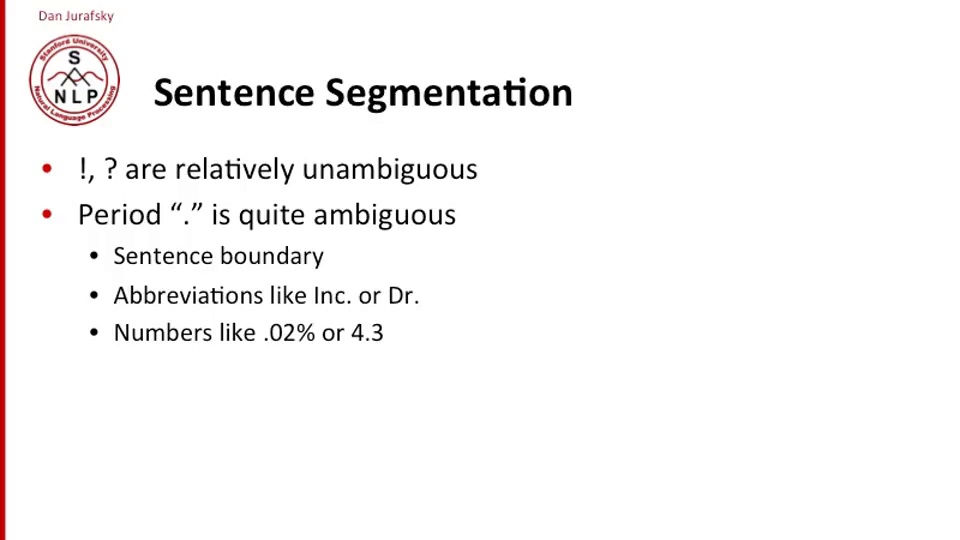 Dan Jurafsky
Stanford University
S
NLP
Natural Language Processing
Sentence Segmentation
• !, ? are relatively unambiguous
• Period “.” is quite ambiguous
• Sentence boundary
• Abbreviations like Inc. or Dr.
• Numbers like .02% or 4.3